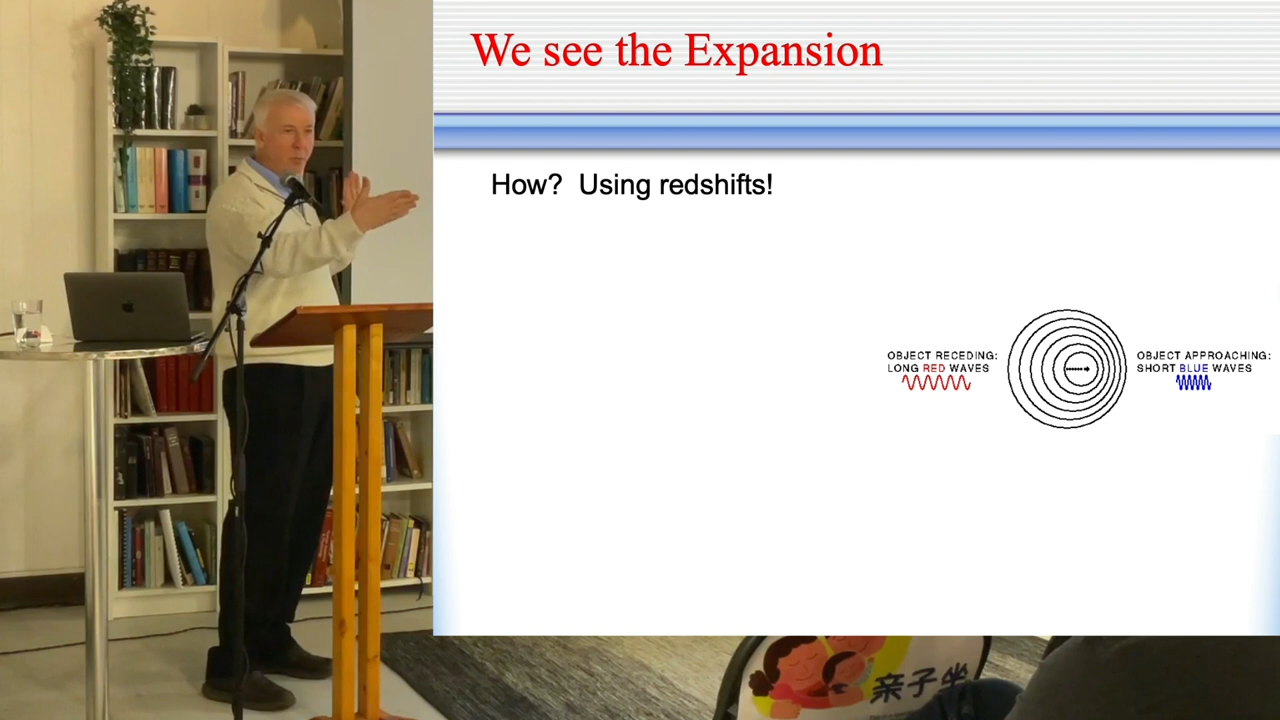 We see the Expansion
How? Using redshifts!
OBJECT RECEDING:
LONG RED WAVES
OBJECT APPROACHING:
SHORT BLUE WAVES
亲子坐